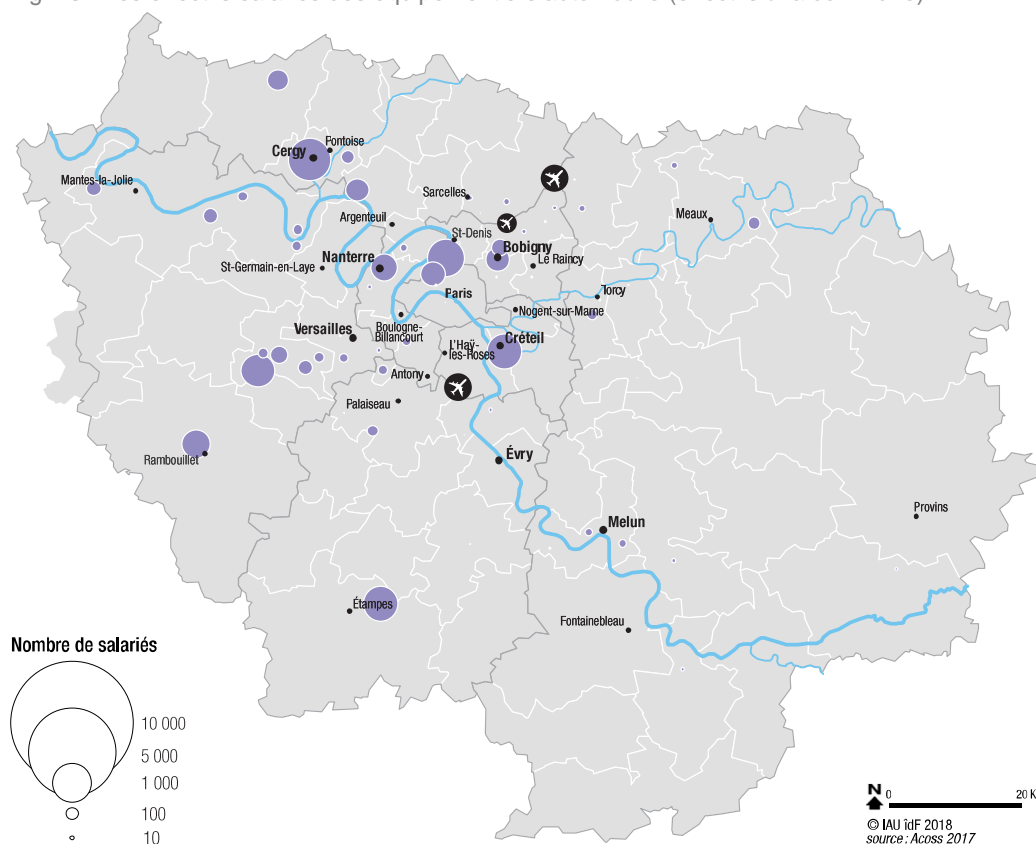 Fontoise
Cergy
Mantes-la-Jolie
Sarcelles
Argenteuil
Meaux
St-Denis
Bobigny
Nanterre
Le Raincy
St-Germain-en-Laye
Paris
Torcy
Nogent-sur-Marne
Versailles
Boulogne-
Billancourt
Créteil
L'Haÿ-
les-Roses
Antony
Palaiseau
Rambouillet
Évry
Provins
Melun
Étampes
Fontainebleau
Nombre de salariés
10 000
5 000
1 000
100
10
N
0
20 K
© IAU îdF 2018
source : Acoss 2017